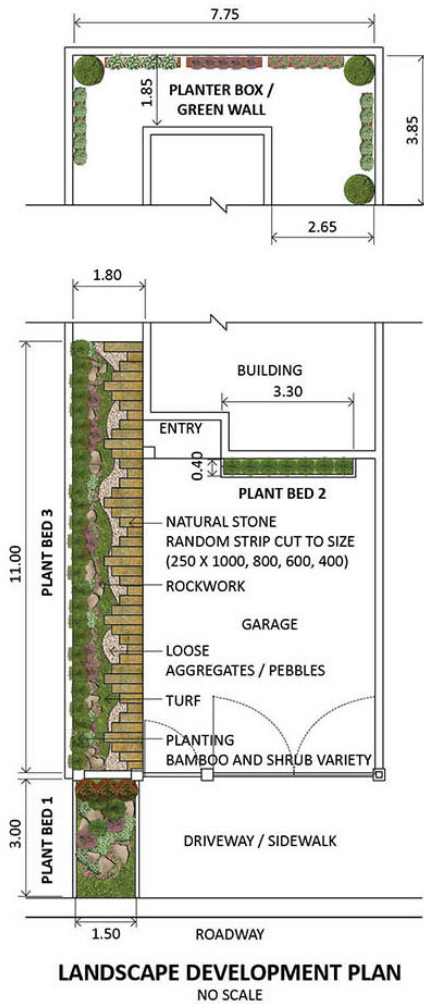 7.75
1.85
PLANTER BOX /
GREEN WALL
3.85
2.65
1.80
BUILDING
3.30
ENTRY
0.40
PLANT BED 2
11.00
PLANT BED 3
NATURAL STONE
RANDOM STRIP CUT TO SIZE
(250 X 1000, 800, 600, 400)
ROCKWORK
GARAGE
LOOSE
AGGREGATES / PEBBLES
TURF
PLANTING
BAMBOO AND SHRUB VARIETY
3.00
PLANT BED 1
DRIVEWAY / SIDEWALK
1.50
ROADWAY
LANDSCAPE DEVELOPMENT PLAN
NO SCALE